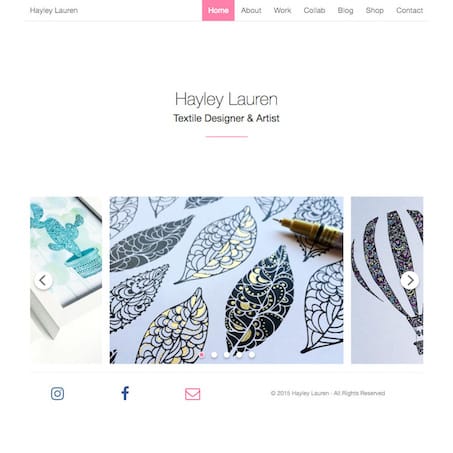 Hayley Lauren
Home About Work Collab Blog Shop Contact
Hayley Lauren
Textile Designer & Artist
© 2015 Hayley Lauren · All Rights Reserved